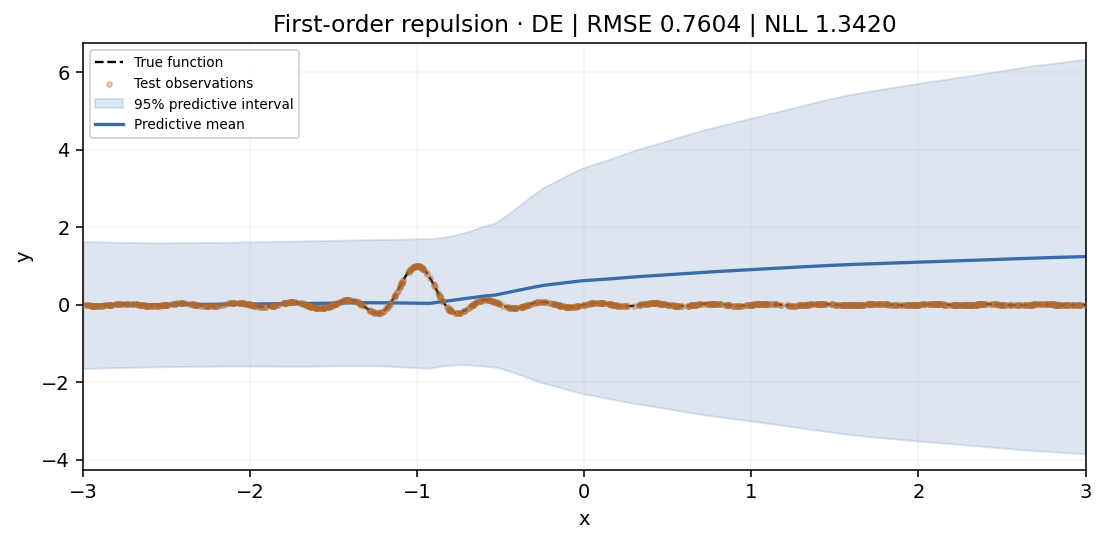 First-order repulsion · DE | RMSE 0.7604 | NLL 1.3420
True function
Test observations
95% predictive interval
Predictive mean
6
4
2
0
−2
−4
y
−3
−2
−1
0
1
2
3
x